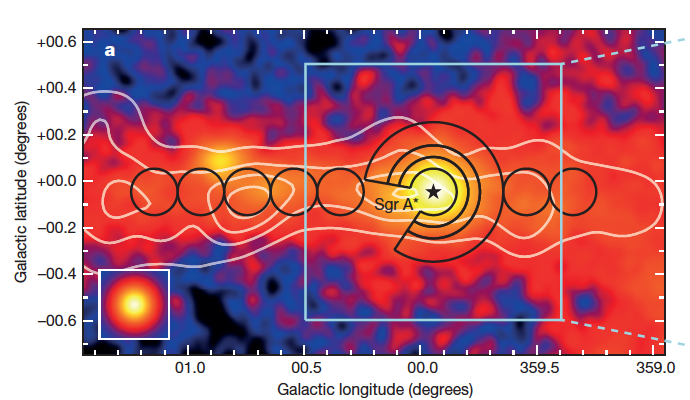 a
+00.6
+00.4
+00.2
+00.0
−00.2
−00.4
−00.6
Galactic latitude (degrees)
Sgr A*
01.0 00.5 00.0 359.5 359.0
Galactic longitude (degrees)